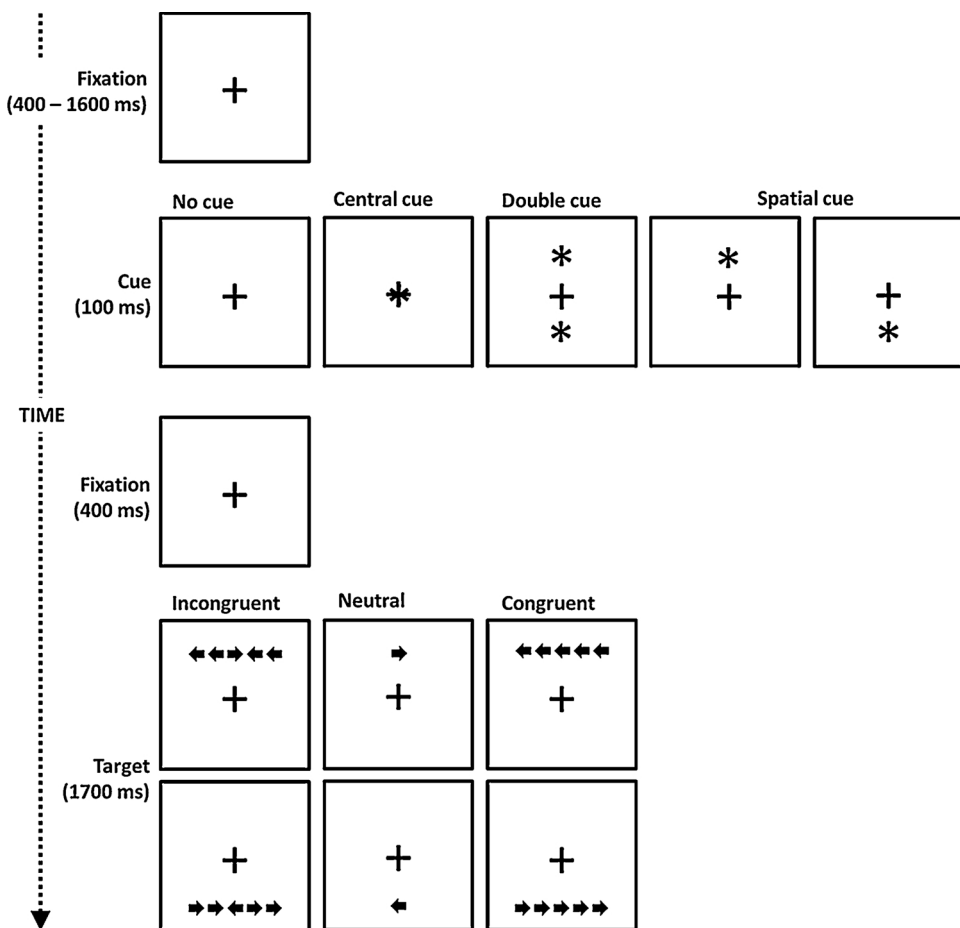 Fixation
(400 – 1600 ms)
No cue
Central cue
Double cue
Spatial cue
Cue
(100 ms)
TIME
Fixation
(400 ms)
Incongruent
Neutral
Congruent
Target
(1700 ms)